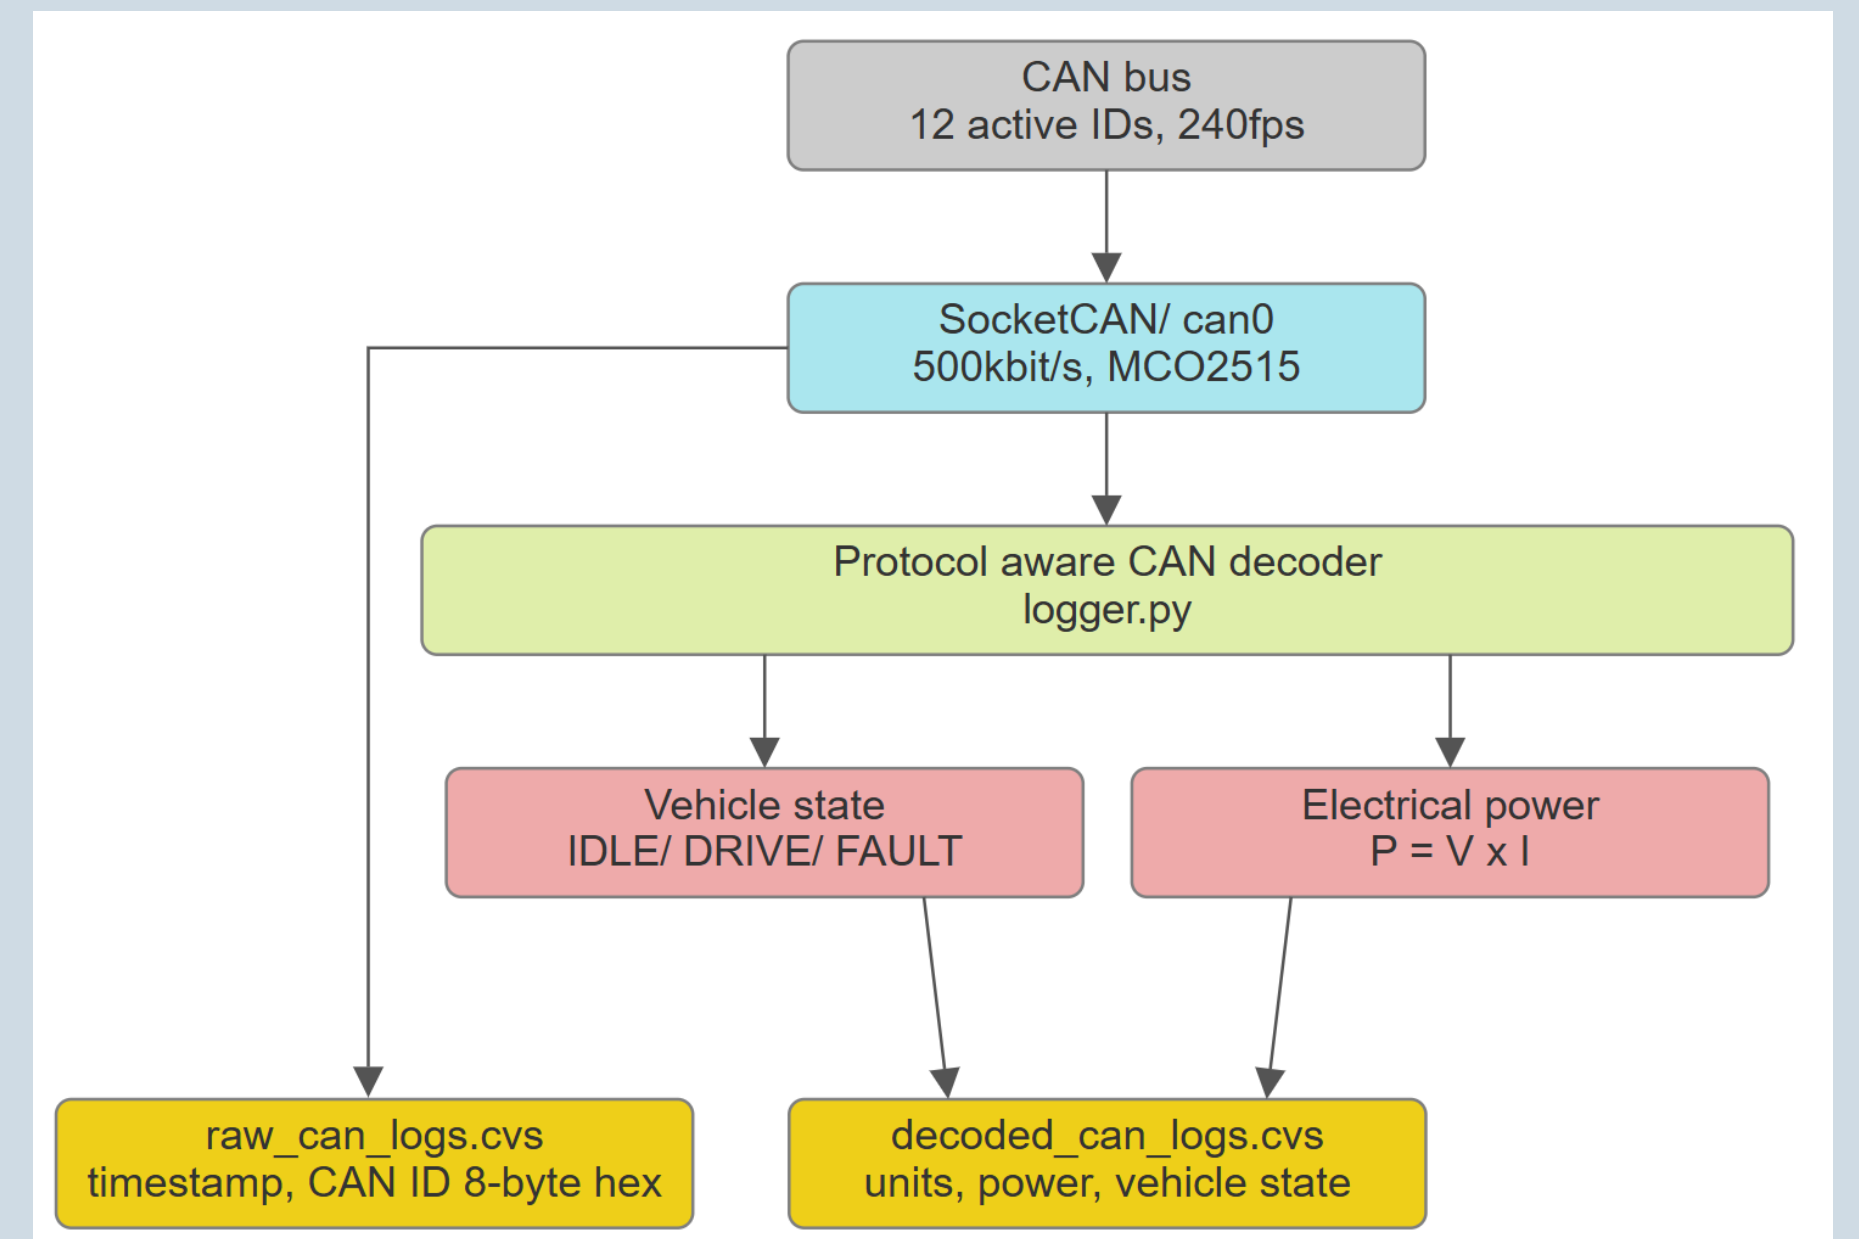 CAN bus
12 active IDs, 240fps
SocketCAN/ can0
500kbit/s, MCO2515
Protocol aware CAN decoder
logger.py
Vehicle state
IDLE/ DRIVE/ FAULT
Electrical power
P = V x I
raw_can_logs.cvs
timestamp, CAN ID 8-byte hex
decoded_can_logs.cvs
units, power, vehicle state